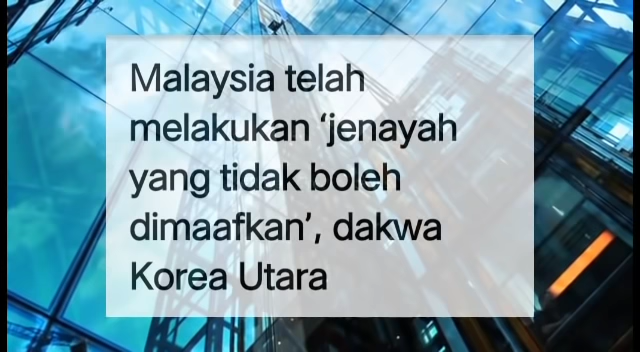 Malaysia telah
melakukan ‘jenayah
yang tidak boleh
dimaafkan’, dakwa
Korea Utara